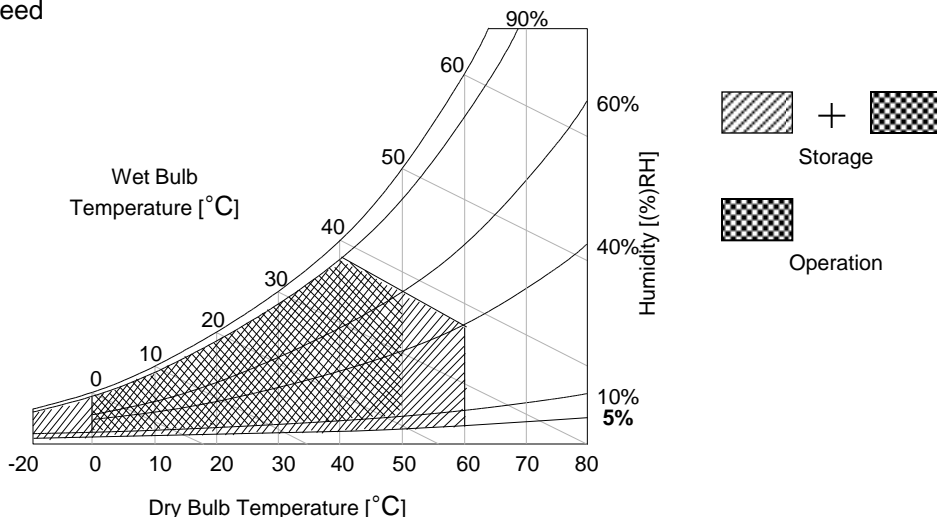 eed
90%
60
60%
50
40
40%
30
20
10
0
10%
5%
Wet Bulb
Temperature [°C]
Humidity [(%)RH]
-20 0 10 20 30 40 50 60 70 80
Dry Bulb Temperature [°C]
+
Storage
Operation